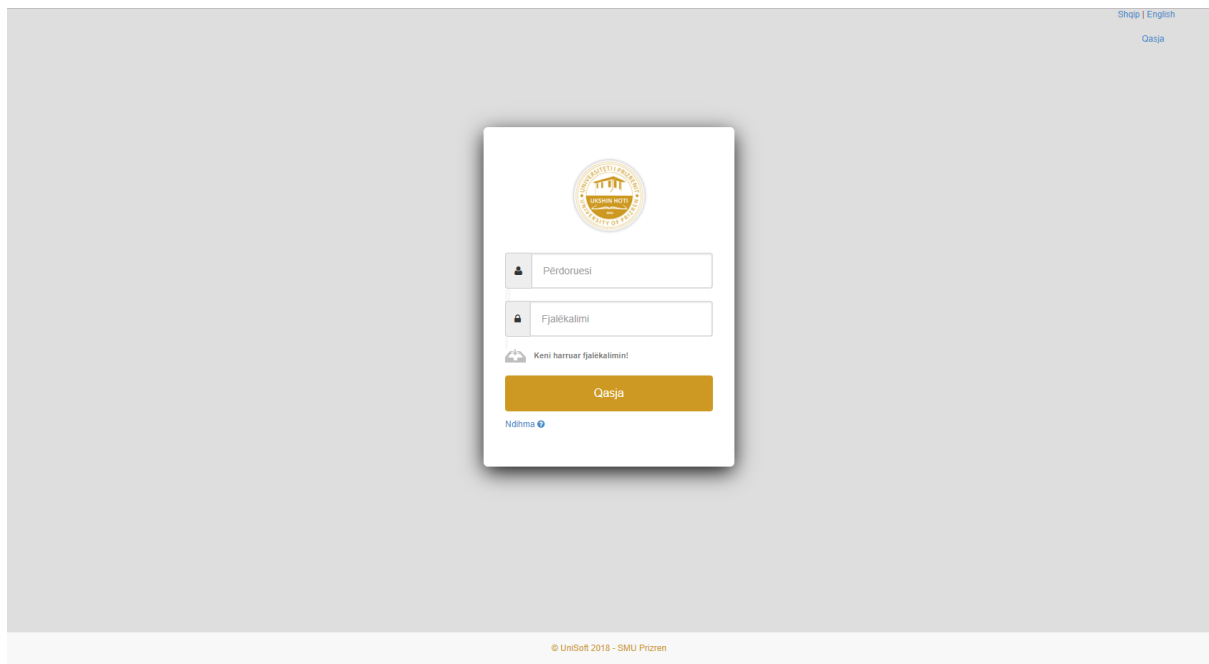 Shqip | English
Qasja
UNIVERSITETI I PRIZRENIT
UKSHIN HOTI
UNIVERSITY OF PRIZREN
Përdoruesi
Fjalëkalimi
Keni harruar fjalëkalimin!
Qasja
Ndihma
© UniSoft 2018 - SMU Prizren